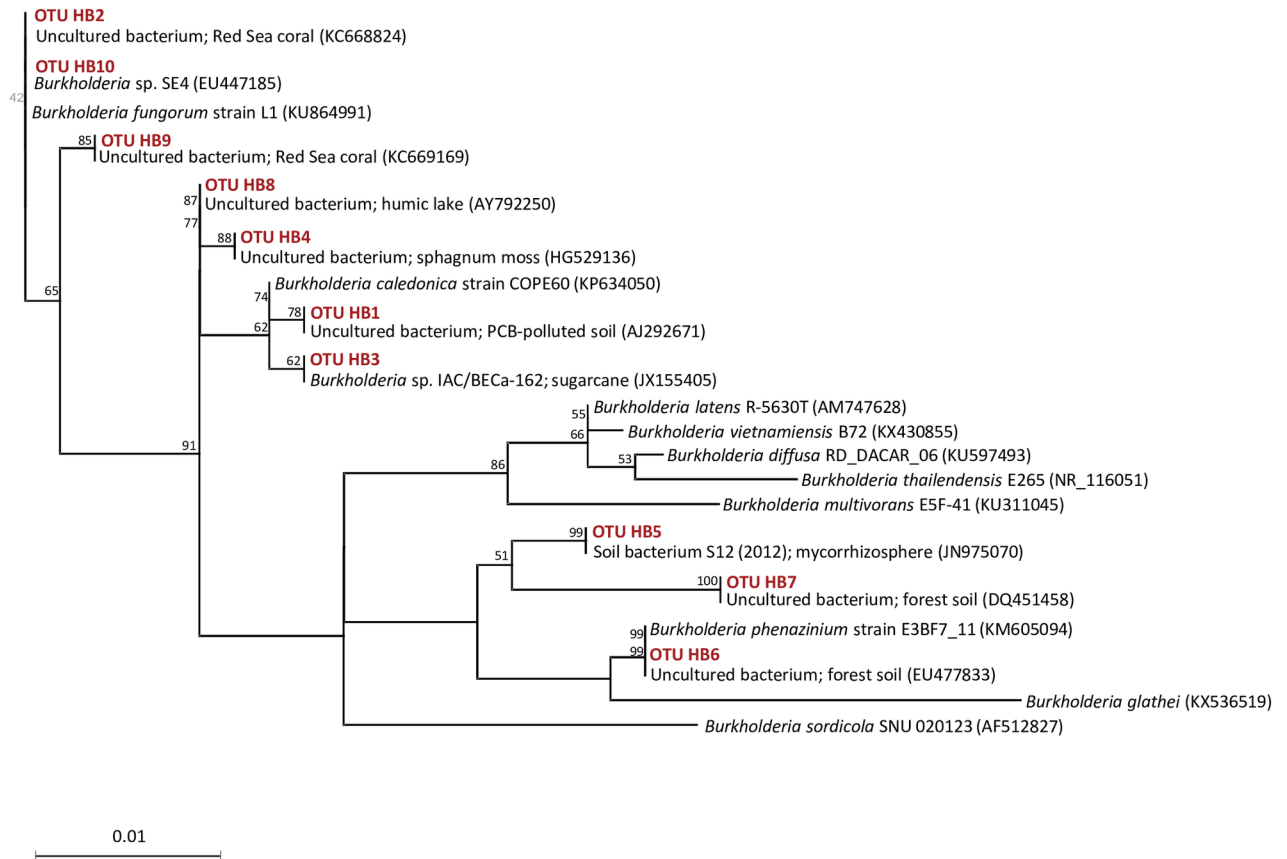 OTU HB2
Uncultured bacterium; Red Sea coral (KC668824)
OTU HB10
Burkholderia sp. SE4 (EU447185)
42
Burkholderia fungorum strain L1 (KU864991)
85 OTU HB9
Uncultured bacterium; Red Sea coral (KC669169)
OTU HB8
87 Uncultured bacterium; humic lake (AY792250)
77
88 OTU HB4
Uncultured bacterium; sphagnum moss (HG529136)
Burkholderia caledonica strain COPE60 (KP634050)
74
65
78 OTU HB1
62 Uncultured bacterium; PCB-polluted soil (AJ292671)
62 OTU HB3
Burkholderia sp. IAC/BECa-162; sugarcane (JX155405)
55 Burkholderia latens R-5630T (AM747628)
66 Burkholderia vietnamiensis B72 (KX430855)
91
53 Burkholderia diffusa RD_DACAR_06 (KU597493)
86
Burkholderia thailendensis E265 (NR_116051)
Burkholderia multivorans E5F-41 (KU311045)
99 OTU HB5
51 Soil bacterium S12 (2012); mycorrhizosphere (JN975070)
100 OTU HB7
Uncultured bacterium; forest soil (DQ451458)
99 Burkholderia phenazinium strain E3BF7_11 (KM605094)
99 OTU HB6
Uncultured bacterium; forest soil (EU477833)
Burkholderia glathei (KX536519)
Burkholderia sordicola SNU 020123 (AF512827)
0.01